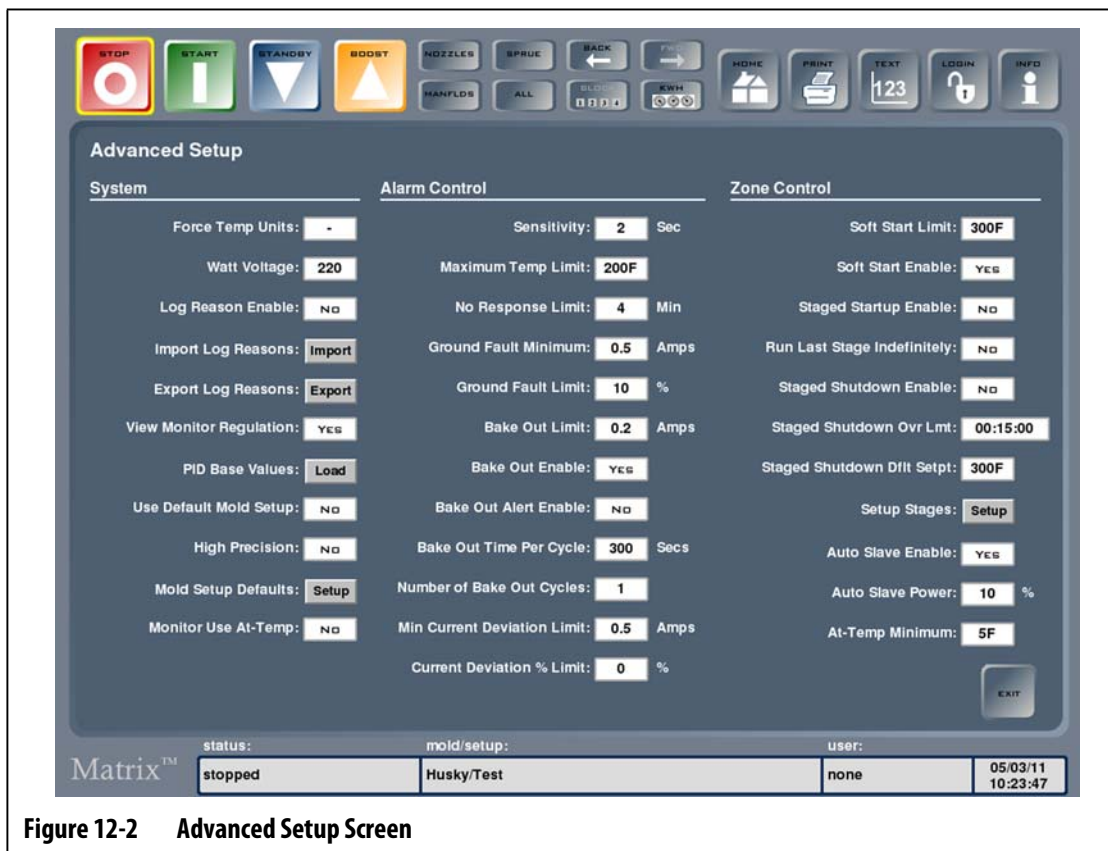 STOP START STANDBY BOOST NOZZLES SPRUE BACK FWD HOME PRINT TEXT LOGIN INFO
MANFLDS ALL 1 2 3 4 KWH 123
Advanced Setup
System Alarm Control Zone Control
Force Temp Units: - Sensitivity: 2 Sec Soft Start Limit: 300F
Watt Voltage: 220 Maximum Temp Limit: 200F Soft Start Enable: YES
Log Reason Enable: NO No Response Limit: 4 Min Staged Startup Enable: NO
Import Log Reasons: Import Ground Fault Minimum: 0.5 Amps Run Last Stage Indefinitely: NO
Export Log Reasons: Export Ground Fault Limit: 10 % Staged Shutdown Enable: NO
View Monitor Regulation: YES Bake Out Limit: 0.2 Amps Staged Shutdown Ovr Lmt: 00:15:00
PID Base Values: Load Bake Out Enable: YES Staged Shutdown Dflt Setpt: 300F
Use Default Mold Setup: NO Bake Out Alert Enable: NO Setup Stages: Setup
High Precision: NO Bake Out Time Per Cycle: 300 Secs Auto Slave Enable: YES
Mold Setup Defaults: Setup Number of Bake Out Cycles: 1 Auto Slave Power: 10 %
Monitor Use At-Temp: NO Min Current Deviation Limit: 0.5 Amps At-Temp Minimum: 5F
Current Deviation % Limit: 0 %
EXIT
status: mold/setup: user:
Matrix™ stopped Husky/Test none 05/03/11
10:23:47
Figure 12-2 Advanced Setup Screen